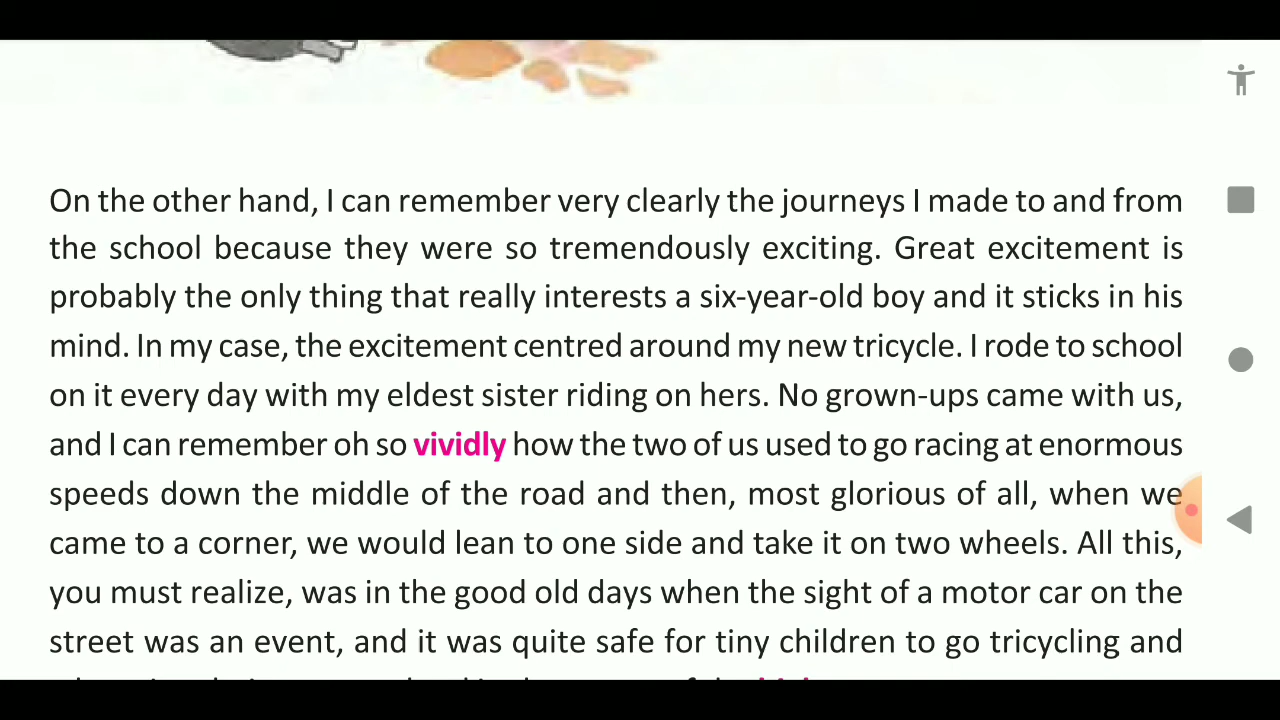 On the other hand, I can remember very clearly the journeys I made to and from
the school because they were so tremendously exciting. Great excitement is
probably the only thing that really interests a six-year-old boy and it sticks in his
mind. In my case, the excitement centred around my new tricycle. I rode to school
on it every day with my eldest sister riding on hers. No grown-ups came with us,
and I can remember oh so vividly how the two of us used to go racing at enormous
speeds down the middle of the road and then, most glorious of all, when we
came to a corner, we would lean to one side and take it on two wheels. All this,
you must realize, was in the good old days when the sight of a motor car on the
street was an event, and it was quite safe for tiny children to go tricycling and